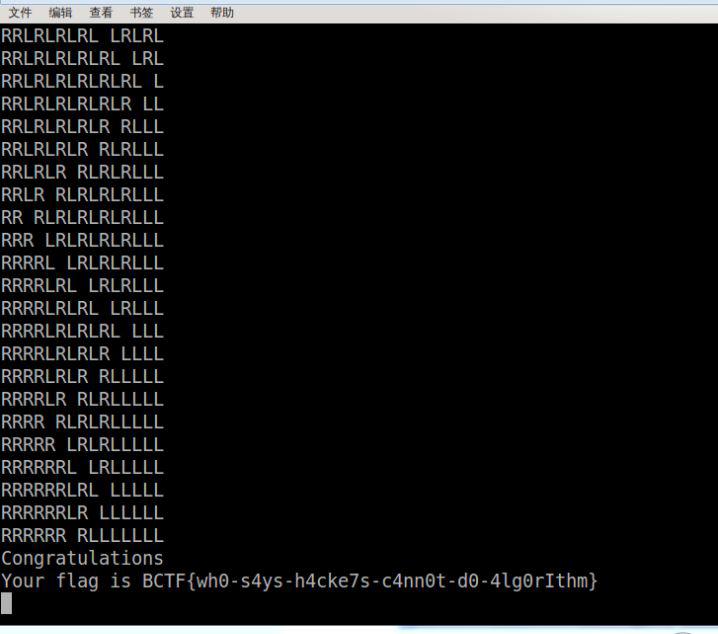 文件 编辑 查看 书签 设置 帮助
RRLRLRLRL LRLRL
RRLRLRLRLRL LRL
RRLRLRLRLRLRL L
RRLRLRLRLRLR LL
RRLRLRLRLR RLLL
RRLRLRLR RLRLLL
RRLRLR RLRLRLLL
RRLR RLRLRLRLLL
RR RLRLRLRLRLLL
RRR LRLRLRLRLLL
RRRRL LRLRLRLLL
RRRRLRL LRLRLLL
RRRRLRLRL LRLLL
RRRRLRLRLRL LLL
RRRRLRLRLR LLLL
RRRRLRLR RLLLLL
RRRRLR RLRLLLLL
RRRR RLRLRLLLLL
RRRRR LRLRLLLLL
RRRRRRL LRLLLLL
RRRRRRLRL LLLLL
RRRRRRLR LLLLLL
RRRRRR RLLLLLLL
Congratulations
Your flag is BCTF{wh0-s4ys-h4cke7s-c4nn0t-d0-4lg0rIthm}